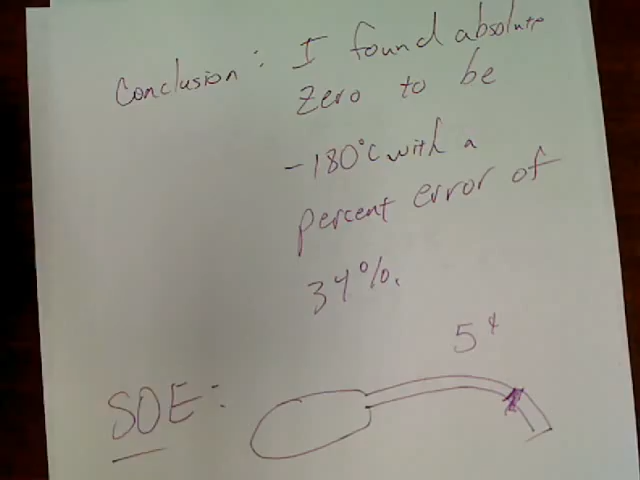 Conclusion: I found absolute
zero to be
-180°C with a
percent error of
34%.
5¢
SOE: